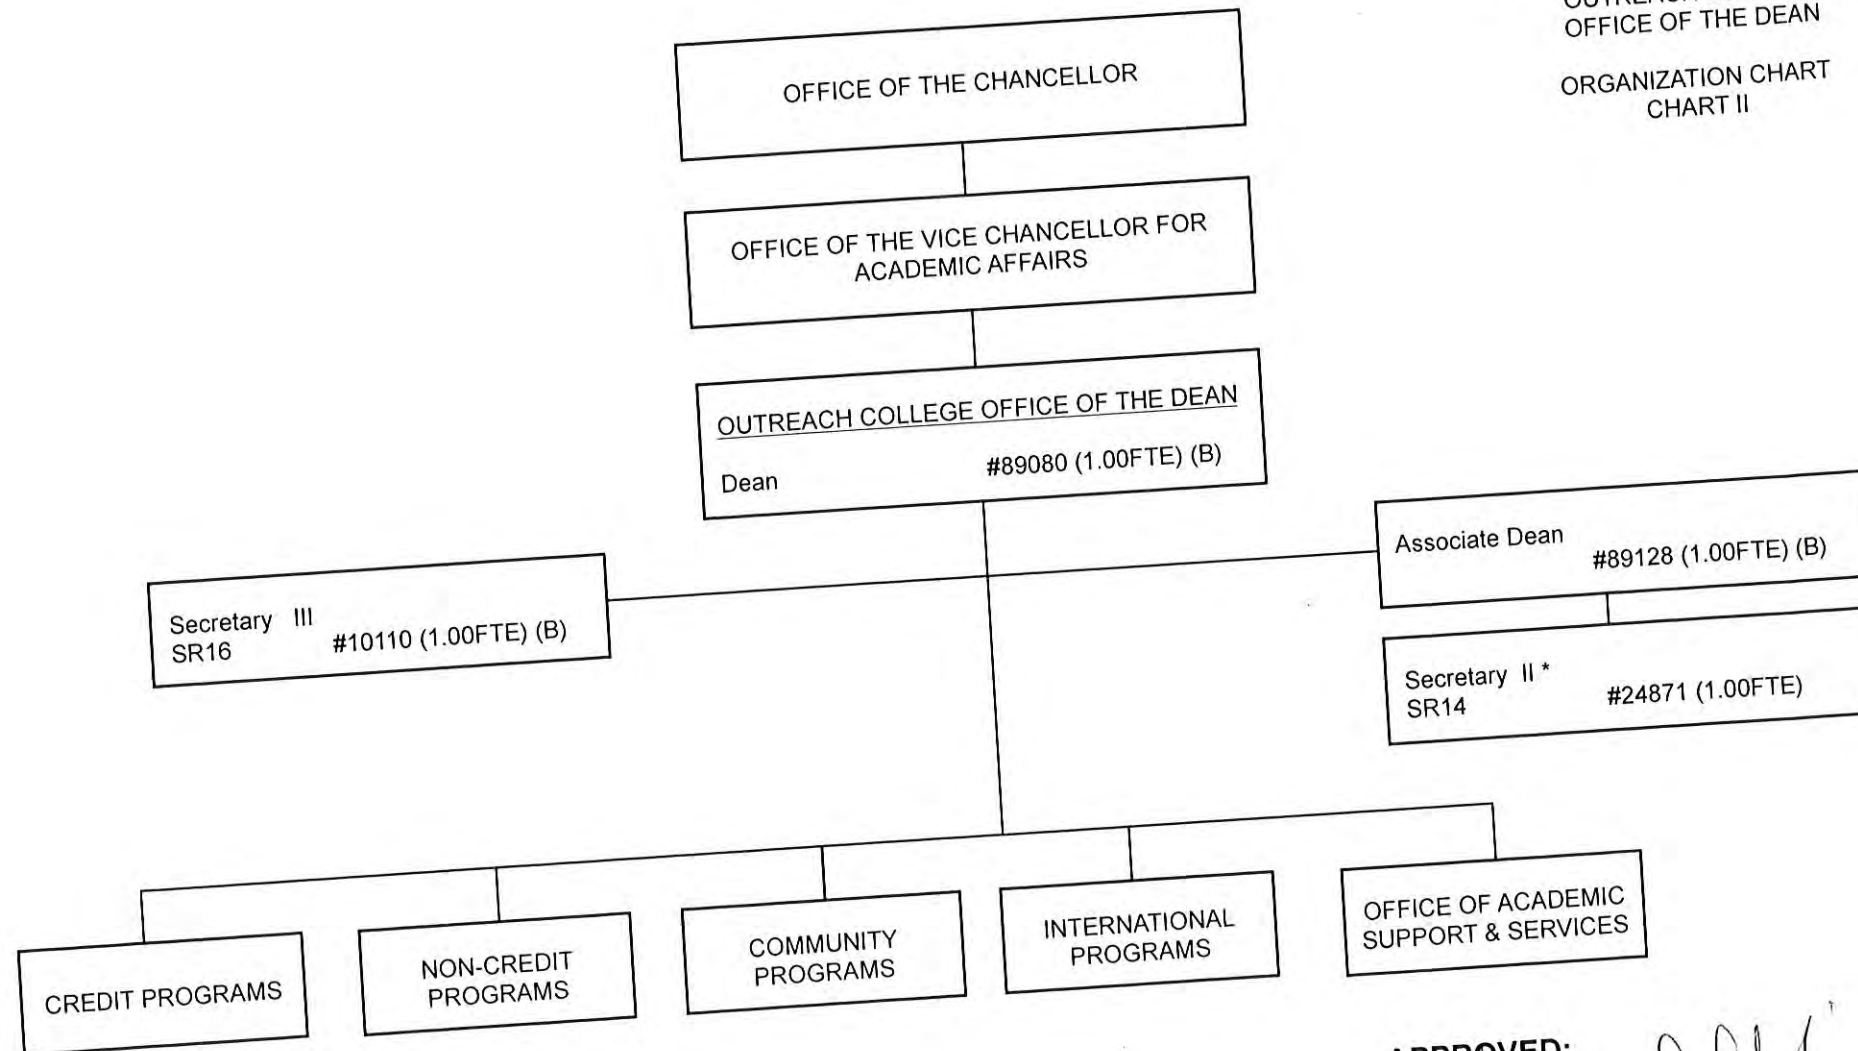 OFFICE OF THE DEAN
ORGANIZATION CHART
CHART II
OFFICE OF THE CHANCELLOR
OFFICE OF THE VICE CHANCELLOR FOR
ACADEMIC AFFAIRS
OUTREACH COLLEGE OFFICE OF THE DEAN
Dean #89080 (1.00FTE) (B)
Associate Dean
#89128 (1.00FTE) (B)
Secretary III
SR16 #10110 (1.00FTE) (B)
Secretary II *
SR14 #24871 (1.00FTE)
CREDIT PROGRAMS
NON-CREDIT
PROGRAMS
COMMUNITY
PROGRAMS
INTERNATIONAL
PROGRAMS
OFFICE OF ACADEMIC
SUPPORT & SERVICES
APPROVED: